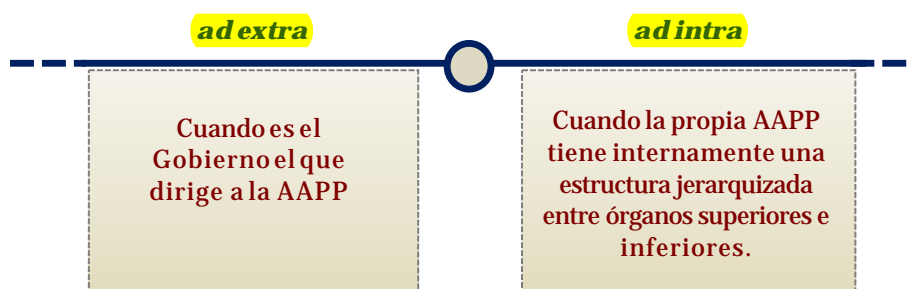 ad extra
ad intra
Cuando es el
Gobierno el que
dirige a la AAPP
Cuando la propia AAPP
tiene internamente una
estructura jerarquizada
entre órganos superiores e
inferiores.